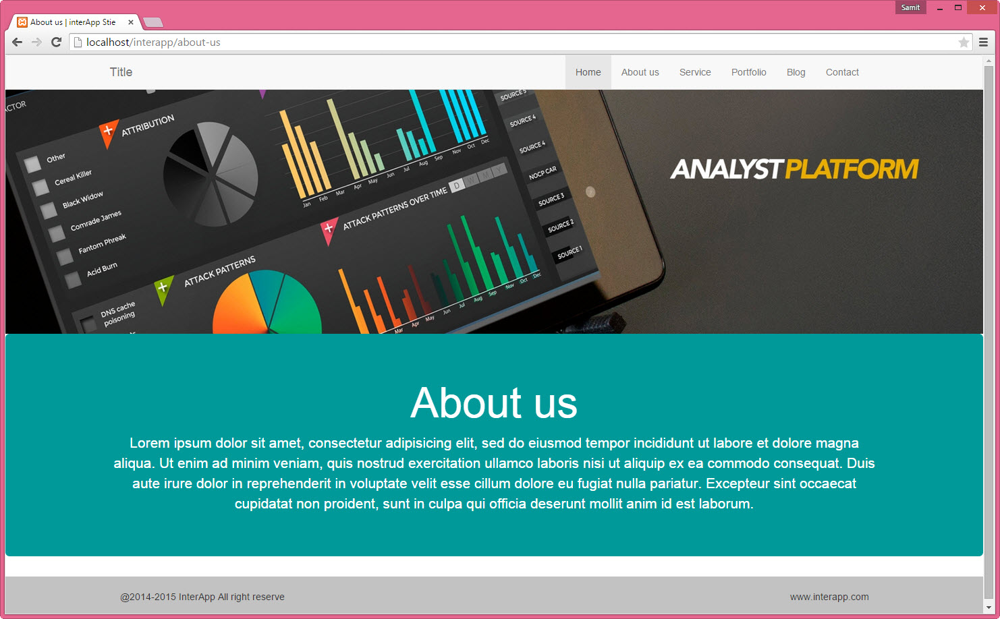 Samit
About us | interApp Stie
localhost/interapp/about-us
Title
Home About us Service Portfolio Blog Contact
ACTOR
ATTRIBUTION
Other
Cereal Killer
Black Widow
Comrade James
Fantom Phreak
Acid Burn
Jan Feb Mar Apr May Jun Jul Aug Sep Nov Oct Dec
SOURCE 5
SOURCE 4
SOURCE 4
NOCP CAR
SOURCE 3
SOURCE 2
SOURCE 1
ANALYSTPLATFORM
ATTACK PATTERNS OVER TIME
D W M Y
ATTACK PATTERNS
DNS cache
poisoning
Mar Apr May Jun Jul Aug Sep Nov Oct Dec
About us
Lorem ipsum dolor sit amet, consectetur adipisicing elit, sed do eiusmod tempor incididunt ut labore et dolore magna
aliqua. Ut enim ad minim veniam, quis nostrud exercitation ullamco laboris nisi ut aliquip ex ea commodo consequat. Duis
aute irure dolor in reprehenderit in voluptate velit esse cillum dolore eu fugiat nulla pariatur. Excepteur sint occaecat
cupidatat non proident, sunt in culpa qui officia deserunt mollit anim id est laborum.
@2014-2015 InterApp All right reserve
www.interapp.com